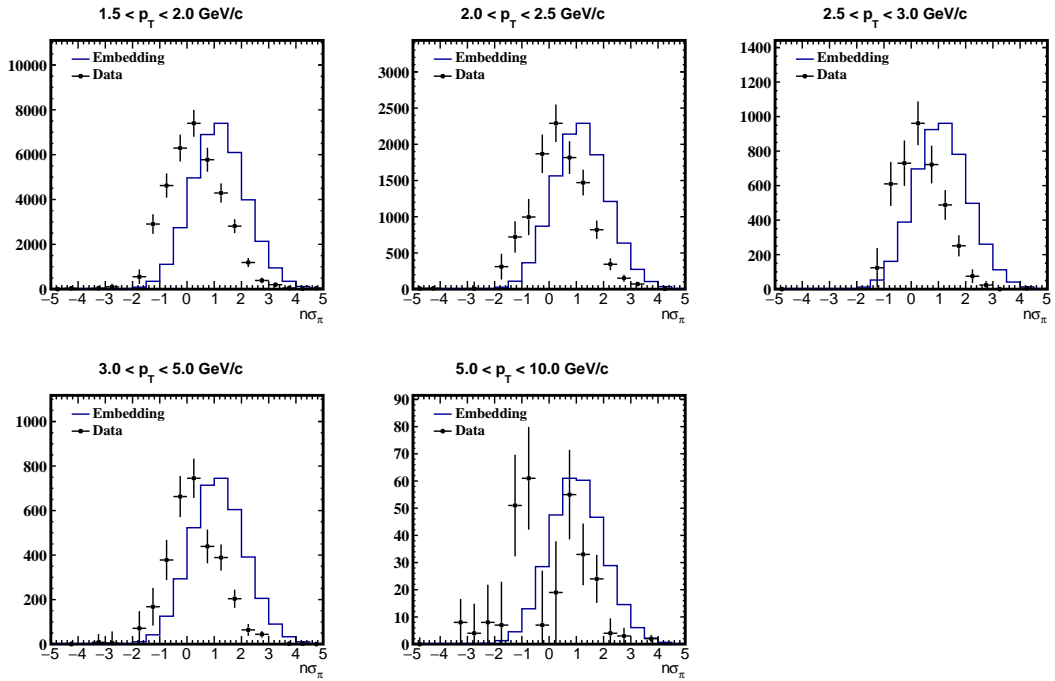 1.5 < p_T < 2.0 GeV/c
Embedding
Data
10000
8000
6000
4000
2000
0
−5 −4 −3 −2 −1 0 1 2 3 4 5
nσ_π
2.0 < p_T < 2.5 GeV/c
Embedding
Data
3000
2500
2000
1500
1000
500
0
−5 −4 −3 −2 −1 0 1 2 3 4 5
nσ_π
2.5 < p_T < 3.0 GeV/c
Embedding
Data
1400
1200
1000
800
600
400
200
0
−5 −4 −3 −2 −1 0 1 2 3 4 5
nσ_π
3.0 < p_T < 5.0 GeV/c
Embedding
Data
1000
800
600
400
200
0
−5 −4 −3 −2 −1 0 1 2 3 4 5
nσ_π
5.0 < p_T < 10.0 GeV/c
Embedding
Data
90
80
70
60
50
40
30
20
10
0
−5 −4 −3 −2 −1 0 1 2 3 4 5
nσ_π